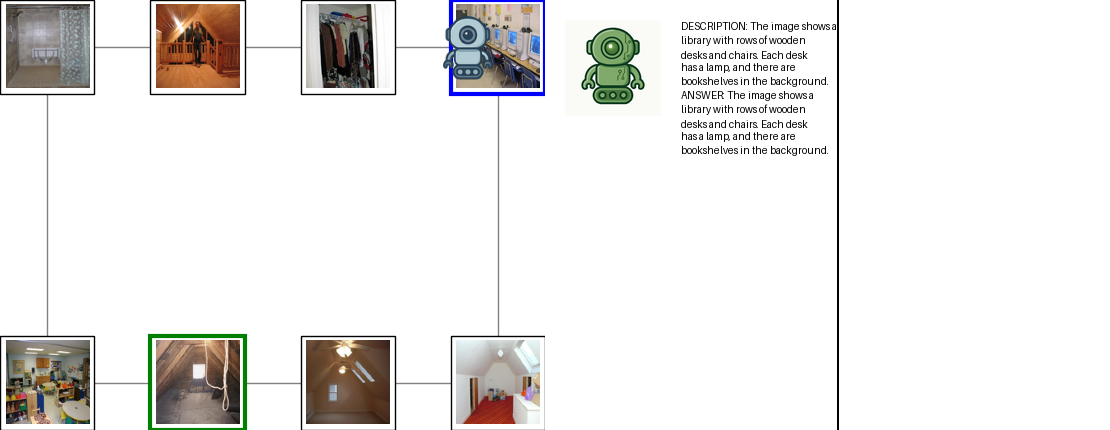 DESCRIPTION: The image shows a
library with rows of wooden
desks and chairs. Each desk
has a lamp, and there are
bookshelves in the background.
ANSWER: The image shows a
library with rows of wooden
desks and chairs. Each desk
has a lamp, and there are
bookshelves in the background.